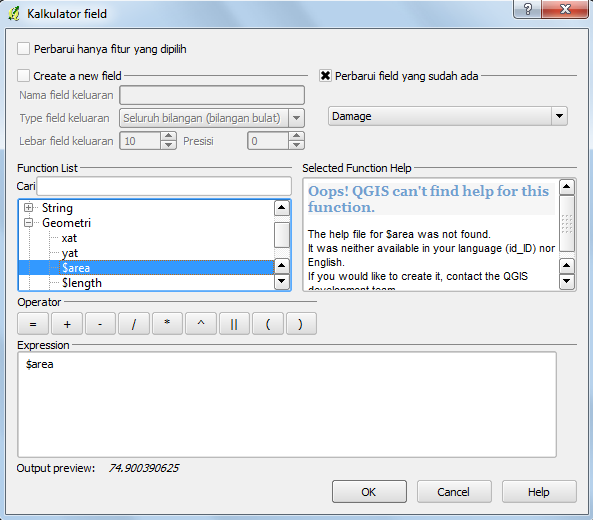 Kalkulator field
Perbarui hanya fitur yang dipilih
Create a new field
Perbarui field yang sudah ada
Nama field keluaran
Type field keluaran Seluruh bilangan (bilangan bulat)
Damage
Lebar field keluaran 10 Presisi 0
Function List
Selected Function Help
Cari
String
Geometri
xat
yat
$area
$length
Oops! QGIS can't find help for this
function.
The help file for $area was not found.
It was neither available in your language (id_ID) nor
English.
If you would like to create it, contact the QGIS
development team.
Operator
= + - / * ^ || ( )
Expression
$area
Output preview: 74.900390625
OK Cancel Help